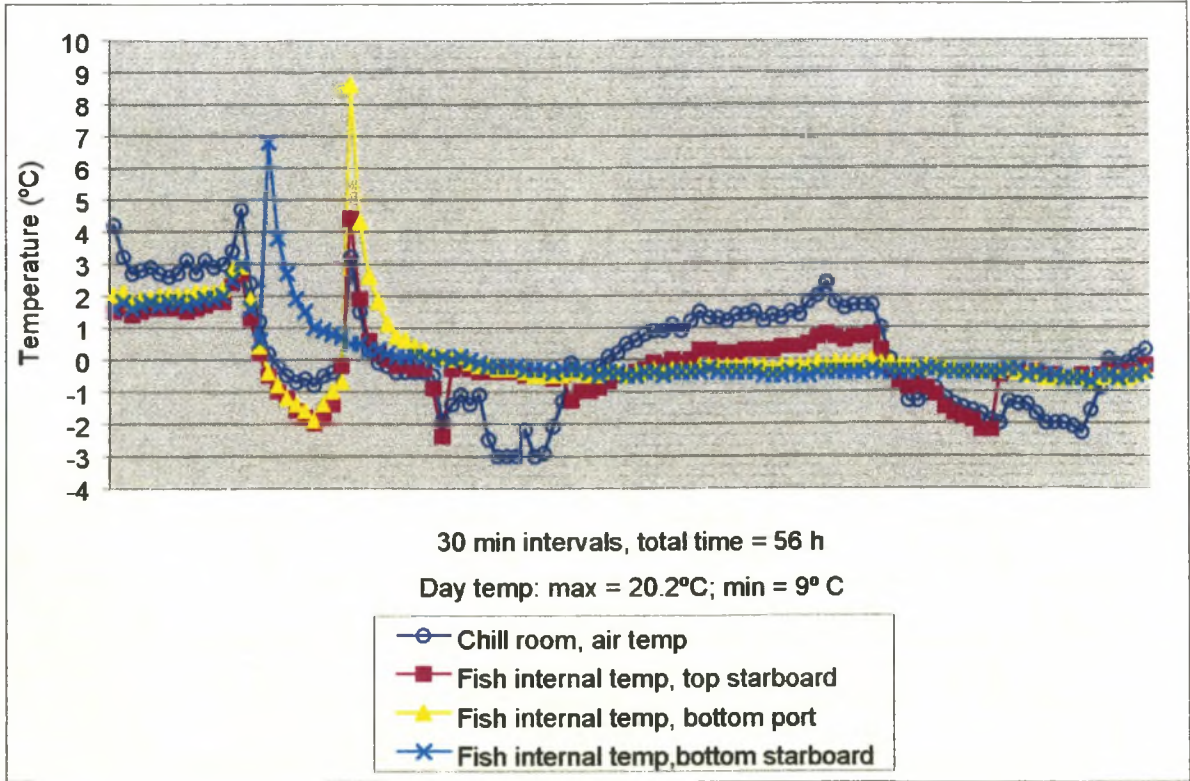 10
9
8
7
6
5
4
3
2
1
0
-1
-2
-3
-4
Temperature (ºC)
30 min intervals, total time = 56 h
Day temp: max = 20.2ºC; min = 9º C
Chill room, air temp
Fish internal temp, top starboard
Fish internal temp, bottom port
Fish internal temp,bottom starboard